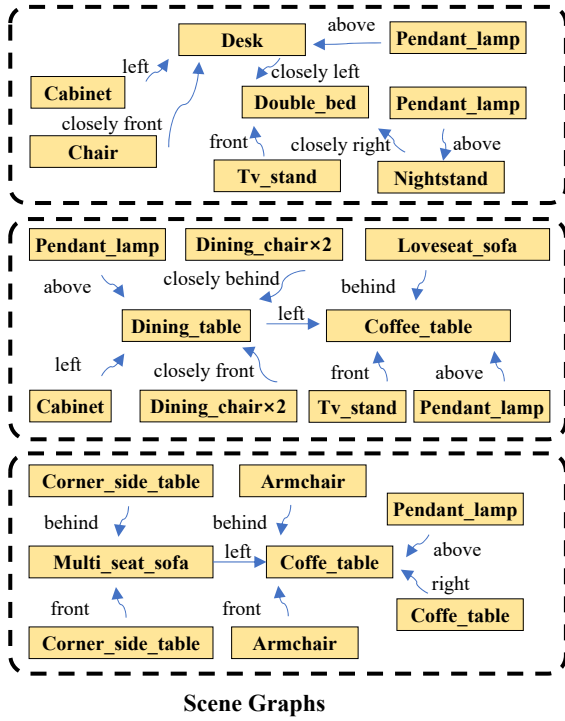 above
Desk
Pendant_lamp
left
closely left
Cabinet
Double_bed
Pendant_lamp
closely front
Chair
front
closely right
above
Tv_stand
Nightstand
Pendant_lamp
Dining_chair×2
Loveseat_sofa
above
closely behind
behind
Dining_table
left
Coffee_table
left
closely front
front
above
Cabinet
Dining_chair×2
Tv_stand
Pendant_lamp
Corner_side_table
Armchair
Pendant_lamp
behind
behind
above
Multi_seat_sofa
left
Coffe_table
right
front
front
Coffe_table
Corner_side_table
Armchair
Scene Graphs